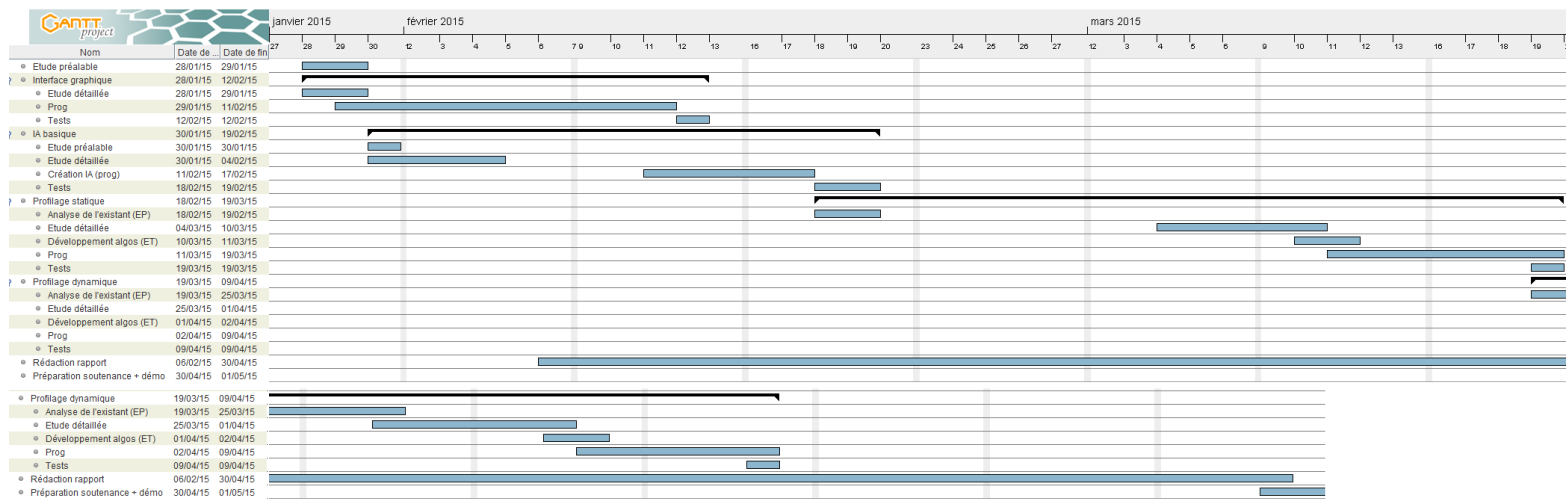 GANTT project
janvier 2015 février 2015 mars 2015
Nom Date de ... Date de fin
27 28 29 30 2 3 4 5 6 9 10 11 12 13 16 17 18 19 20 23 24 25 26 27 2 3 4 5 6 9 10 11 12 13 16 17 18 19
Etude préalable 28/01/15 29/01/15
Interface graphique 28/01/15 12/02/15
Etude détaillée 28/01/15 29/01/15
Prog 29/01/15 11/02/15
Tests 12/02/15 12/02/15
IA basique 30/01/15 19/02/15
Etude préalable 30/01/15 30/01/15
Etude détaillée 30/01/15 04/02/15
Création IA (prog) 11/02/15 17/02/15
Tests 18/02/15 19/02/15
Profilage statique 18/02/15 19/03/15
Analyse de l'existant (EP) 18/02/15 19/02/15
Etude détaillée 04/03/15 10/03/15
Développement algos (ET) 10/03/15 11/03/15
Prog 11/03/15 19/03/15
Tests 19/03/15 19/03/15
Profilage dynamique 19/03/15 09/04/15
Analyse de l'existant (EP) 19/03/15 25/03/15
Etude détaillée 25/03/15 01/04/15
Développement algos (ET) 01/04/15 02/04/15
Prog 02/04/15 09/04/15
Tests 09/04/15 09/04/15
Rédaction rapport 06/02/15 30/04/15
Préparation soutenance + démo 30/04/15 01/05/15
Profilage dynamique 19/03/15 09/04/15
Analyse de l'existant (EP) 19/03/15 25/03/15
Etude détaillée 25/03/15 01/04/15
Développement algos (ET) 01/04/15 02/04/15
Prog 02/04/15 09/04/15
Tests 09/04/15 09/04/15
Rédaction rapport 06/02/15 30/04/15
Préparation soutenance + démo 30/04/15 01/05/15